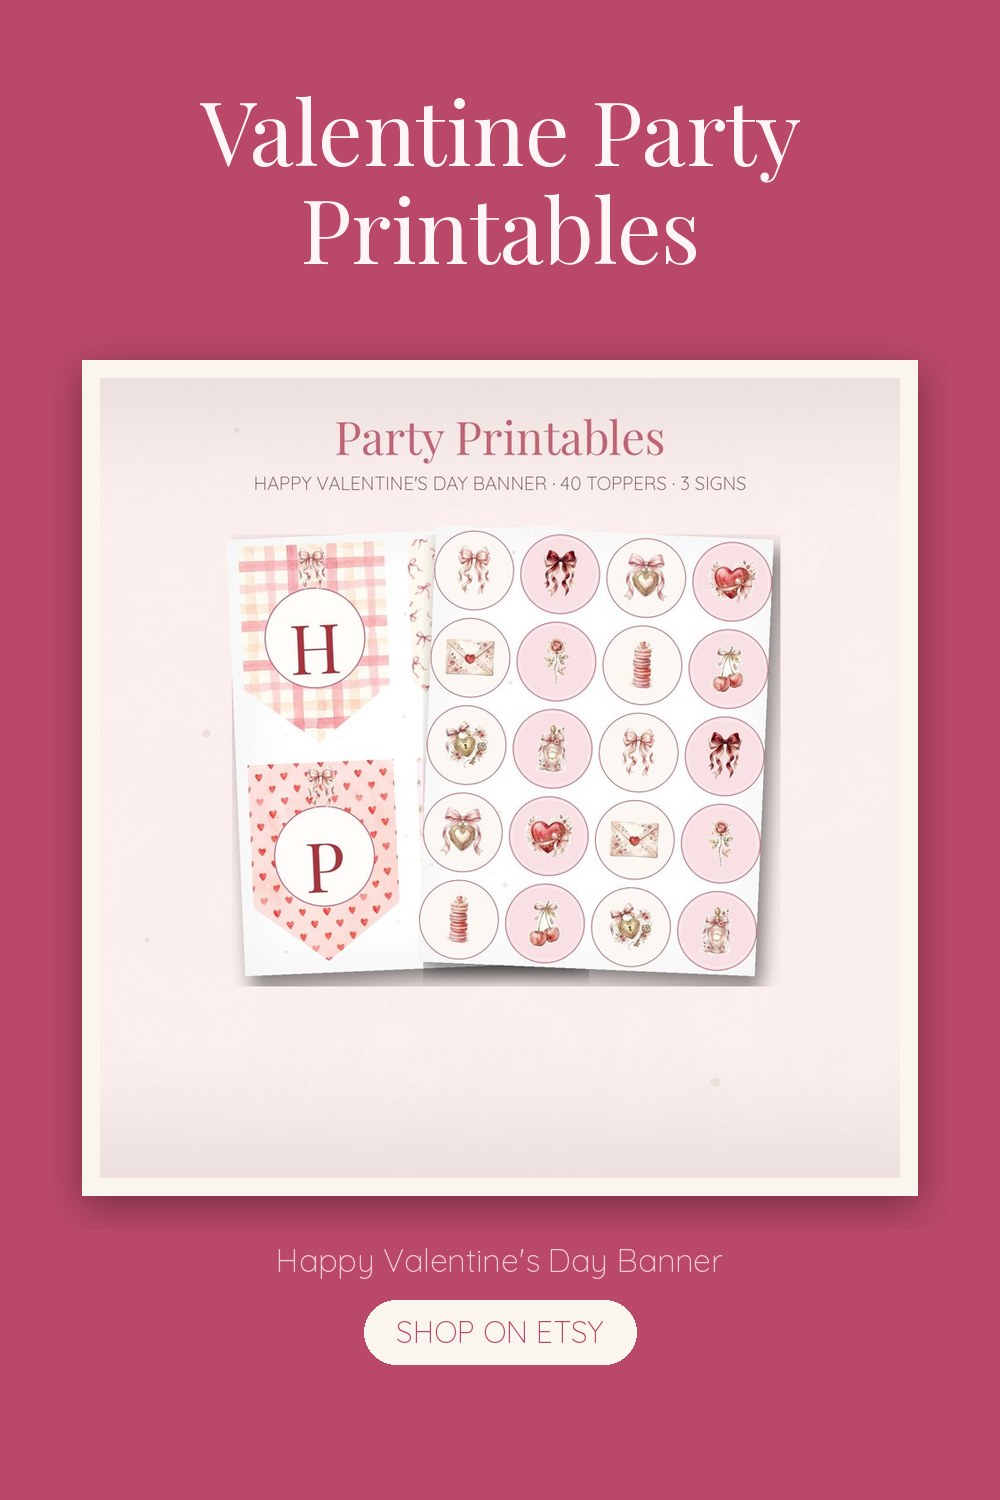 Valentine Party
Printables
Party Printables
HAPPY VALENTINE'S DAY BANNER · 40 TOPPERS · 3 SIGNS
H
P
Happy Valentine's Day Banner
SHOP ON ETSY